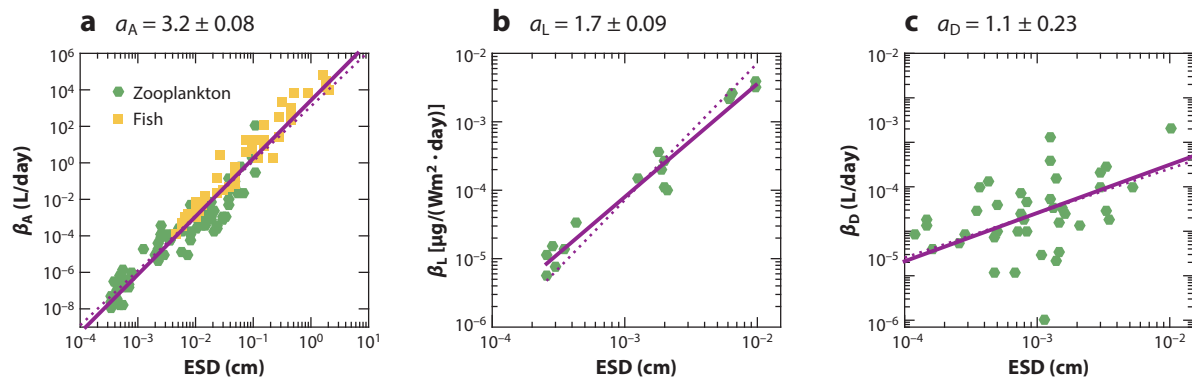 a a_A = 3.2 ± 0.08
β_A (L/day)
10^6
10^4
10^2
10^0
10^−2
10^−4
10^−6
10^−8
Zooplankton
Fish
10^−4 10^−3 10^−2 10^−1 10^0 10^1
ESD (cm)
b a_L = 1.7 ± 0.09
β_L [μg/(Wm² · day)]
10^−2
10^−3
10^−4
10^−5
10^−6
10^−4 10^−3 10^−2
ESD (cm)
c a_D = 1.1 ± 0.23
β_D (L/day)
10^−2
10^−3
10^−4
10^−5
10^−6
10^−4 10^−3 10^−2
ESD (cm)